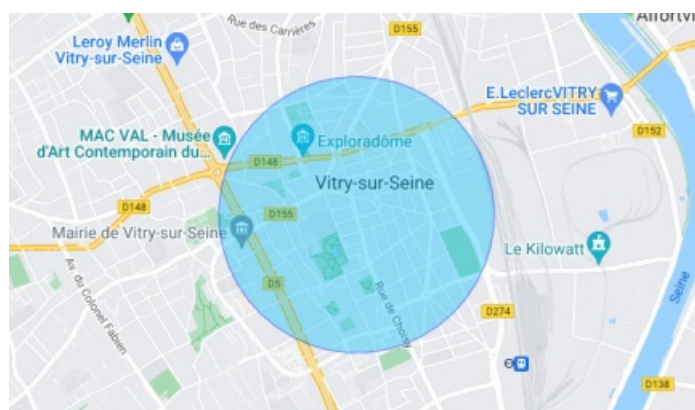 Alfortv
Rue des Carrières
D155
Leroy Merlin
Vitry-sur-Seine
E.LeclercVITRY
SUR SEINE
MAC VAL - Musée
d'Art Contemporain du...
Exploradôme
D152
D148
Vitry-sur-Seine
D148
D155
Mairie de Vitry-sur-Seine
Le Kilowatt
D5
Seine
Av. du Colonel Fabien
Rue de Choisy
D274
D138